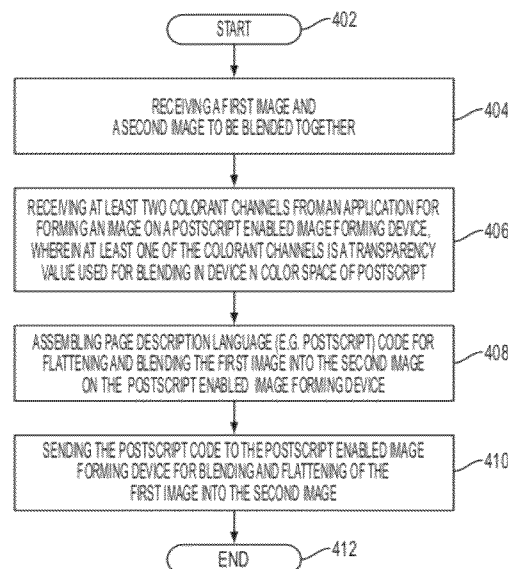 START
402
RECEIVING A FIRST IMAGE AND
A SECOND IMAGE TO BE BLENDED TOGETHER
404
RECEIVING AT LEAST TWO COLORANT CHANNELS FROM AN APPLICATION FOR
FORMING AN IMAGE ON A POSTSCRIPT ENABLED IMAGE FORMING DEVICE,
WHEREIN AT LEAST ONE OF THE COLORANT CHANNELS IS A TRANSPARENCY
VALUE USED FOR BLENDING IN DEVICE N COLOR SPACE OF POSTSCRIPT
406
ASSEMBLING PAGE DESCRIPTION LANGUAGE (E.G. POSTSCRIPT) CODE FOR
FLATTENING AND BLENDING THE FIRST IMAGE INTO THE SECOND IMAGE
ON THE POSTSCRIPT ENABLED IMAGE FORMING DEVICE
408
SENDING THE POSTSCRIPT CODE TO THE POSTSCRIPT ENABLED IMAGE
FORMING DEVICE FOR BLENDING AND FLATTENING OF THE
FIRST IMAGE INTO THE SECOND IMAGE
410
END
412